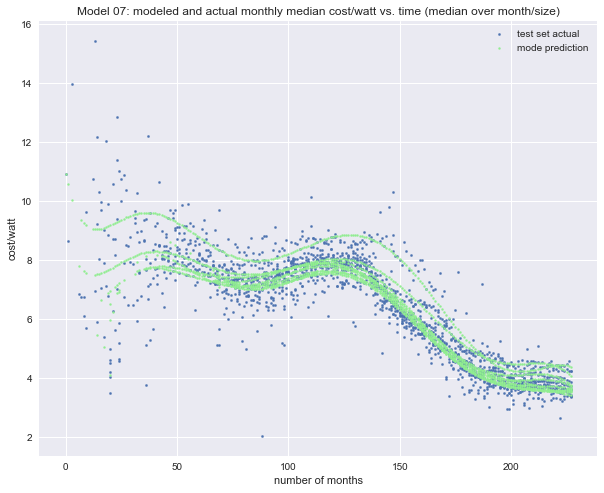 Model 07: modeled and actual monthly median cost/watt vs. time (median over month/size)
16
14
12
10
8
6
4
2
cost/watt
test set actual
mode prediction
0
50
100
150
200
number of months